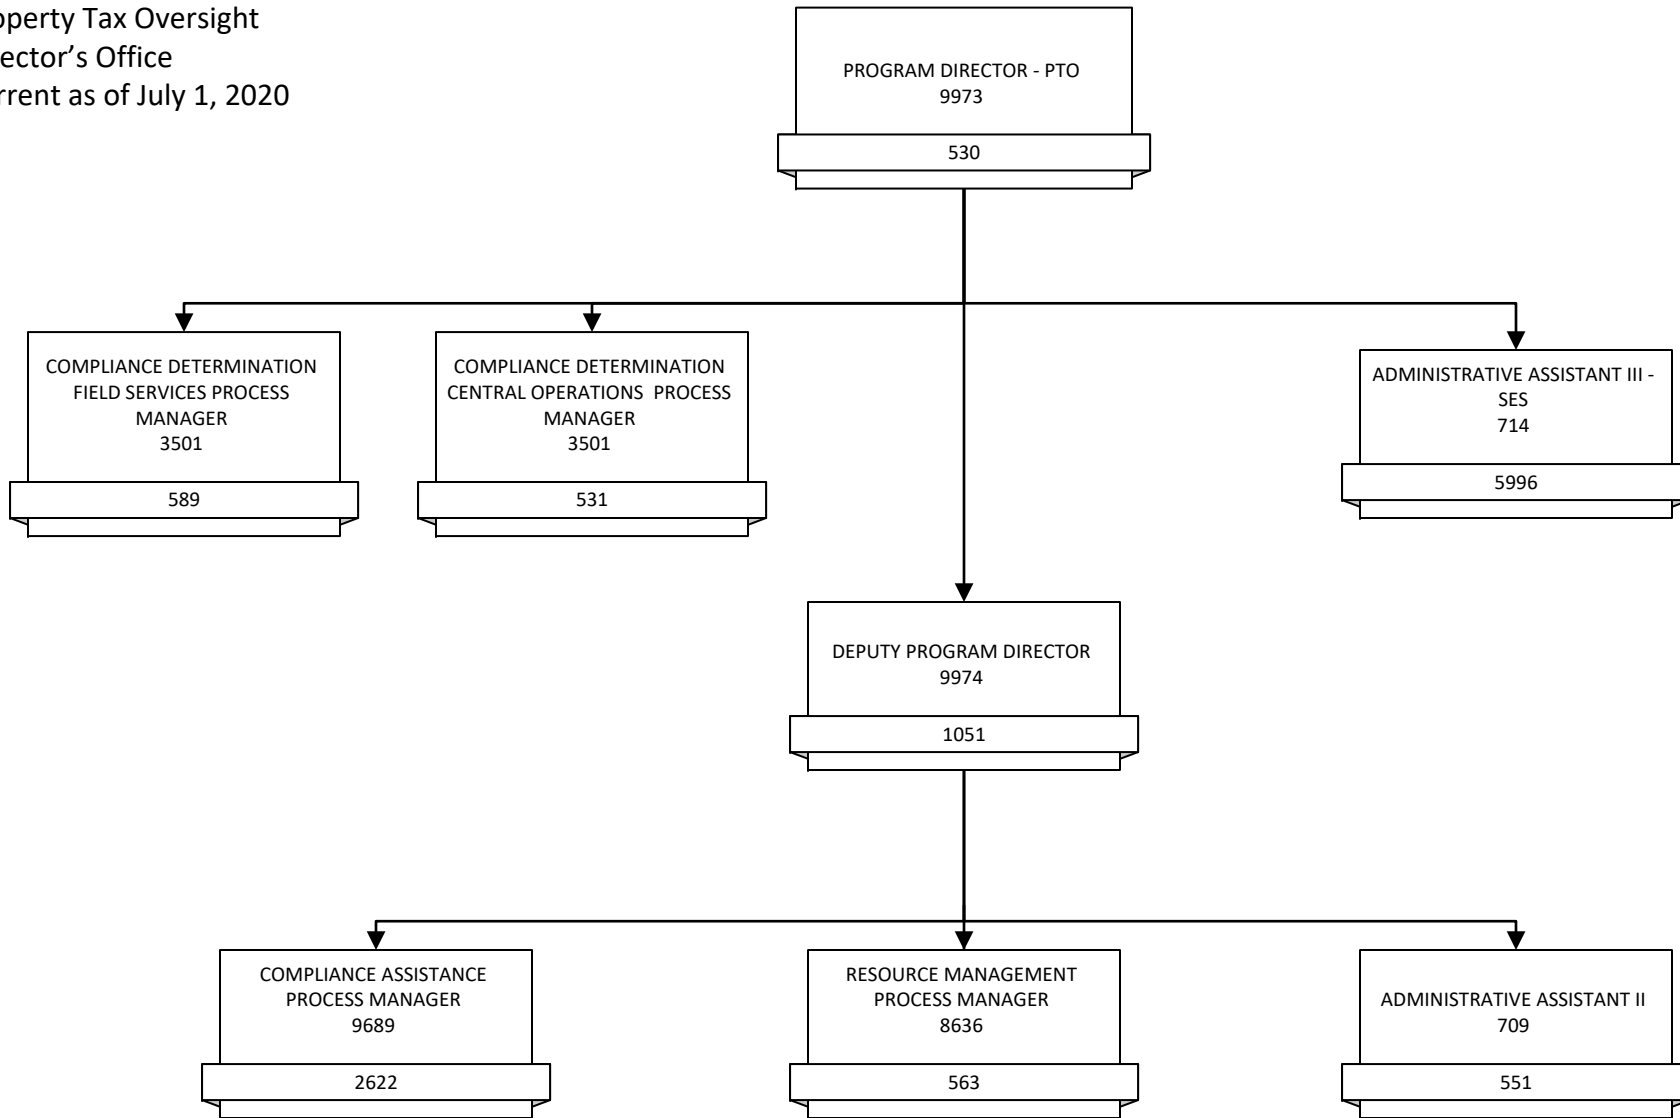 operty Tax Oversight
ector’s Office
rrent as of July 1, 2020
PROGRAM DIRECTOR - PTO
9973
530
COMPLIANCE DETERMINATION
FIELD SERVICES PROCESS
MANAGER
3501
589
COMPLIANCE DETERMINATION
CENTRAL OPERATIONS  PROCESS
MANAGER
3501
531
ADMINISTRATIVE ASSISTANT III -
SES
714
5996
DEPUTY PROGRAM DIRECTOR
9974
1051
COMPLIANCE ASSISTANCE
PROCESS MANAGER
9689
2622
RESOURCE MANAGEMENT
PROCESS MANAGER
8636
563
ADMINISTRATIVE ASSISTANT II
709
551